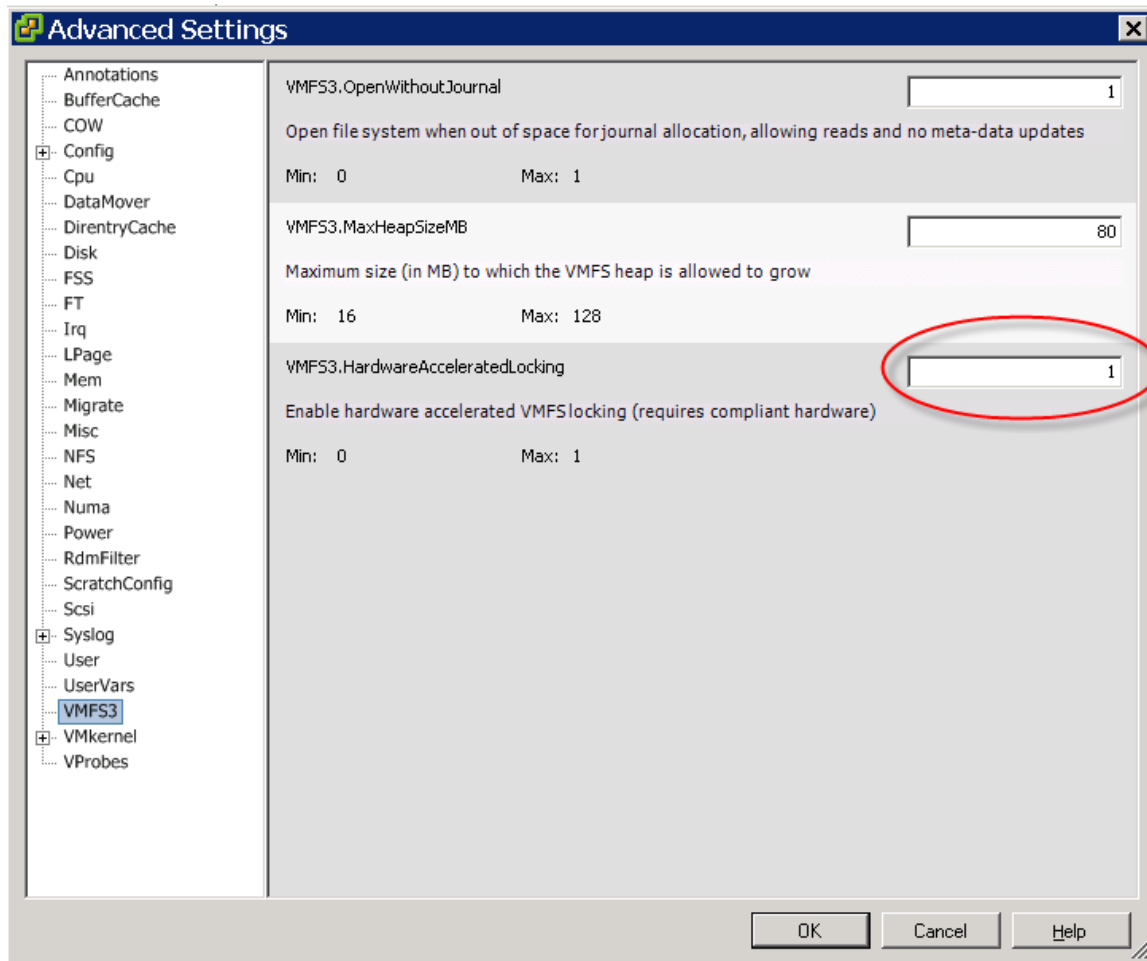 Advanced Settings
Annotations
BufferCache
COW
Config
Cpu
DataMover
DirentryCache
Disk
FSS
FT
Irq
LPage
Mem
Migrate
Misc
NFS
Net
Numa
Power
RdmFilter
ScratchConfig
Scsi
Syslog
User
UserVars
VMFS3
VMkernel
VProbes
VMFS3.OpenWithoutJournal 1
Open file system when out of space for journal allocation, allowing reads and no meta-data updates
Min: 0 Max: 1
VMFS3.MaxHeapSizeMB 80
Maximum size (in MB) to which the VMFS heap is allowed to grow
Min: 16 Max: 128
VMFS3.HardwareAcceleratedLocking 1
Enable hardware accelerated VMFS locking (requires compliant hardware)
Min: 0 Max: 1
OK Cancel Help